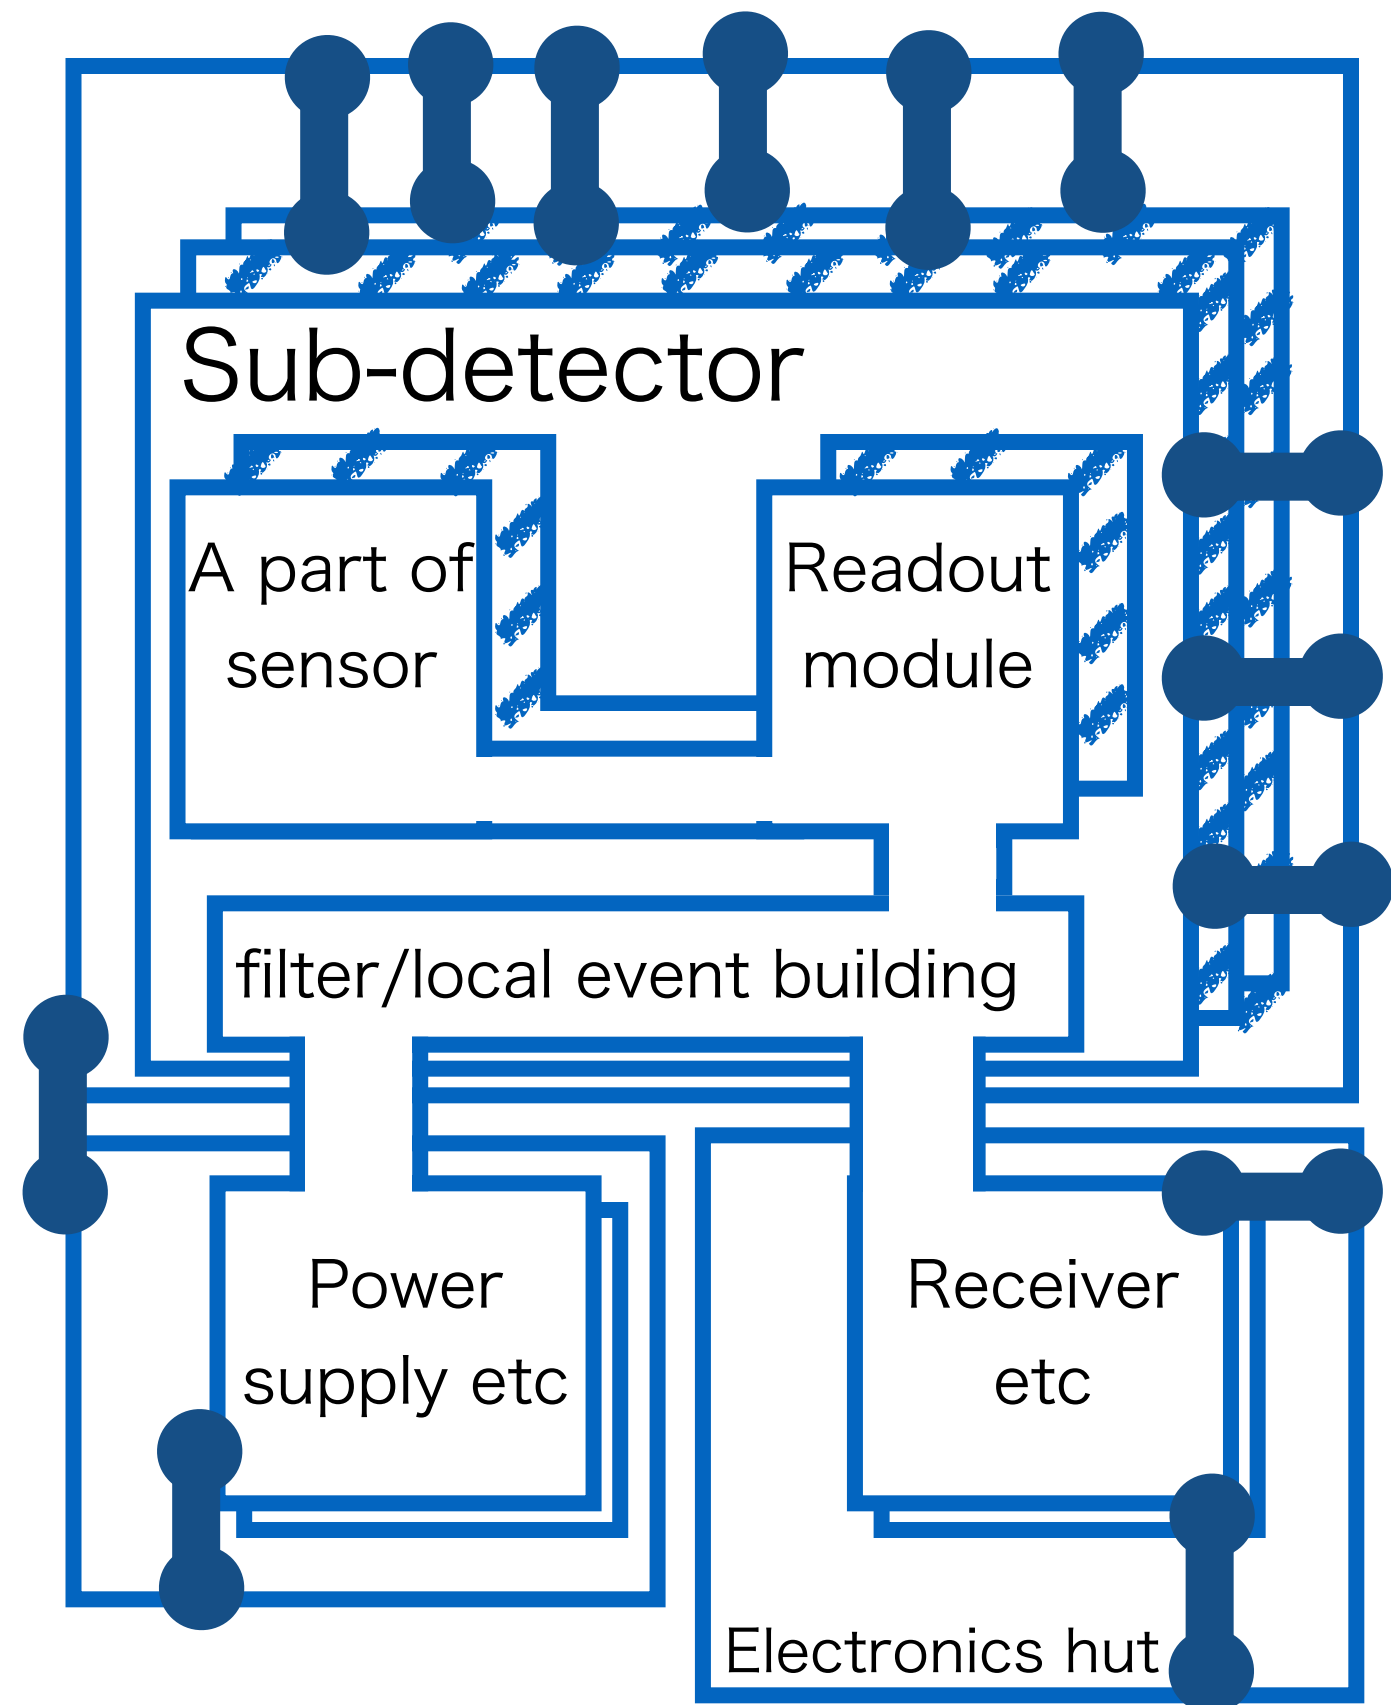 Sub-detector
A part of
sensor
Readout
module
filter/local event building
Power
supply etc
Receiver
etc
Electronics hut